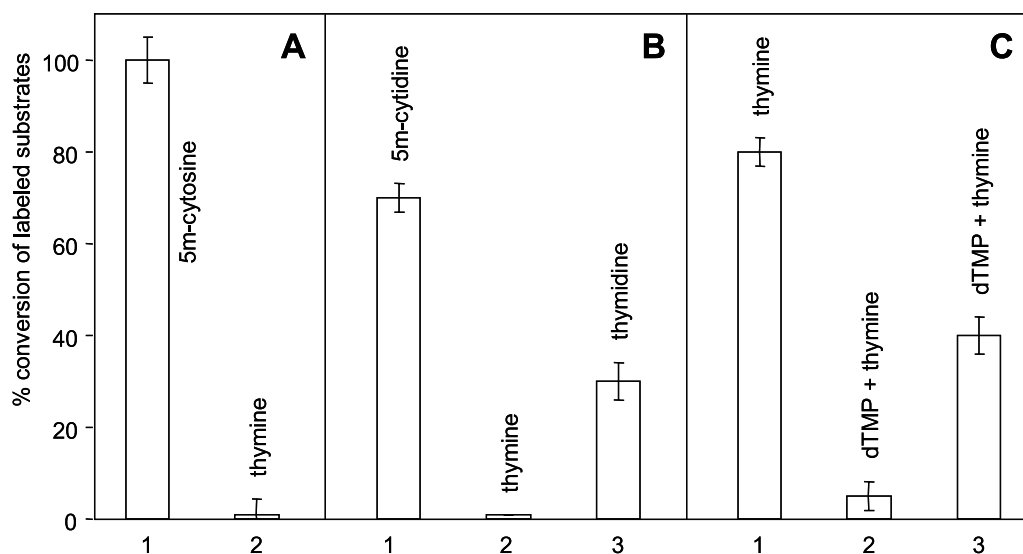 % conversion of labeled substrates
100
80
60
40
20
0
A
5m-cytosine
thymine
1
2
B
5m-cytidine
thymine
thymidine
1
2
3
C
thymine
dTMP + thymine
dTMP + thymine
1
2
3